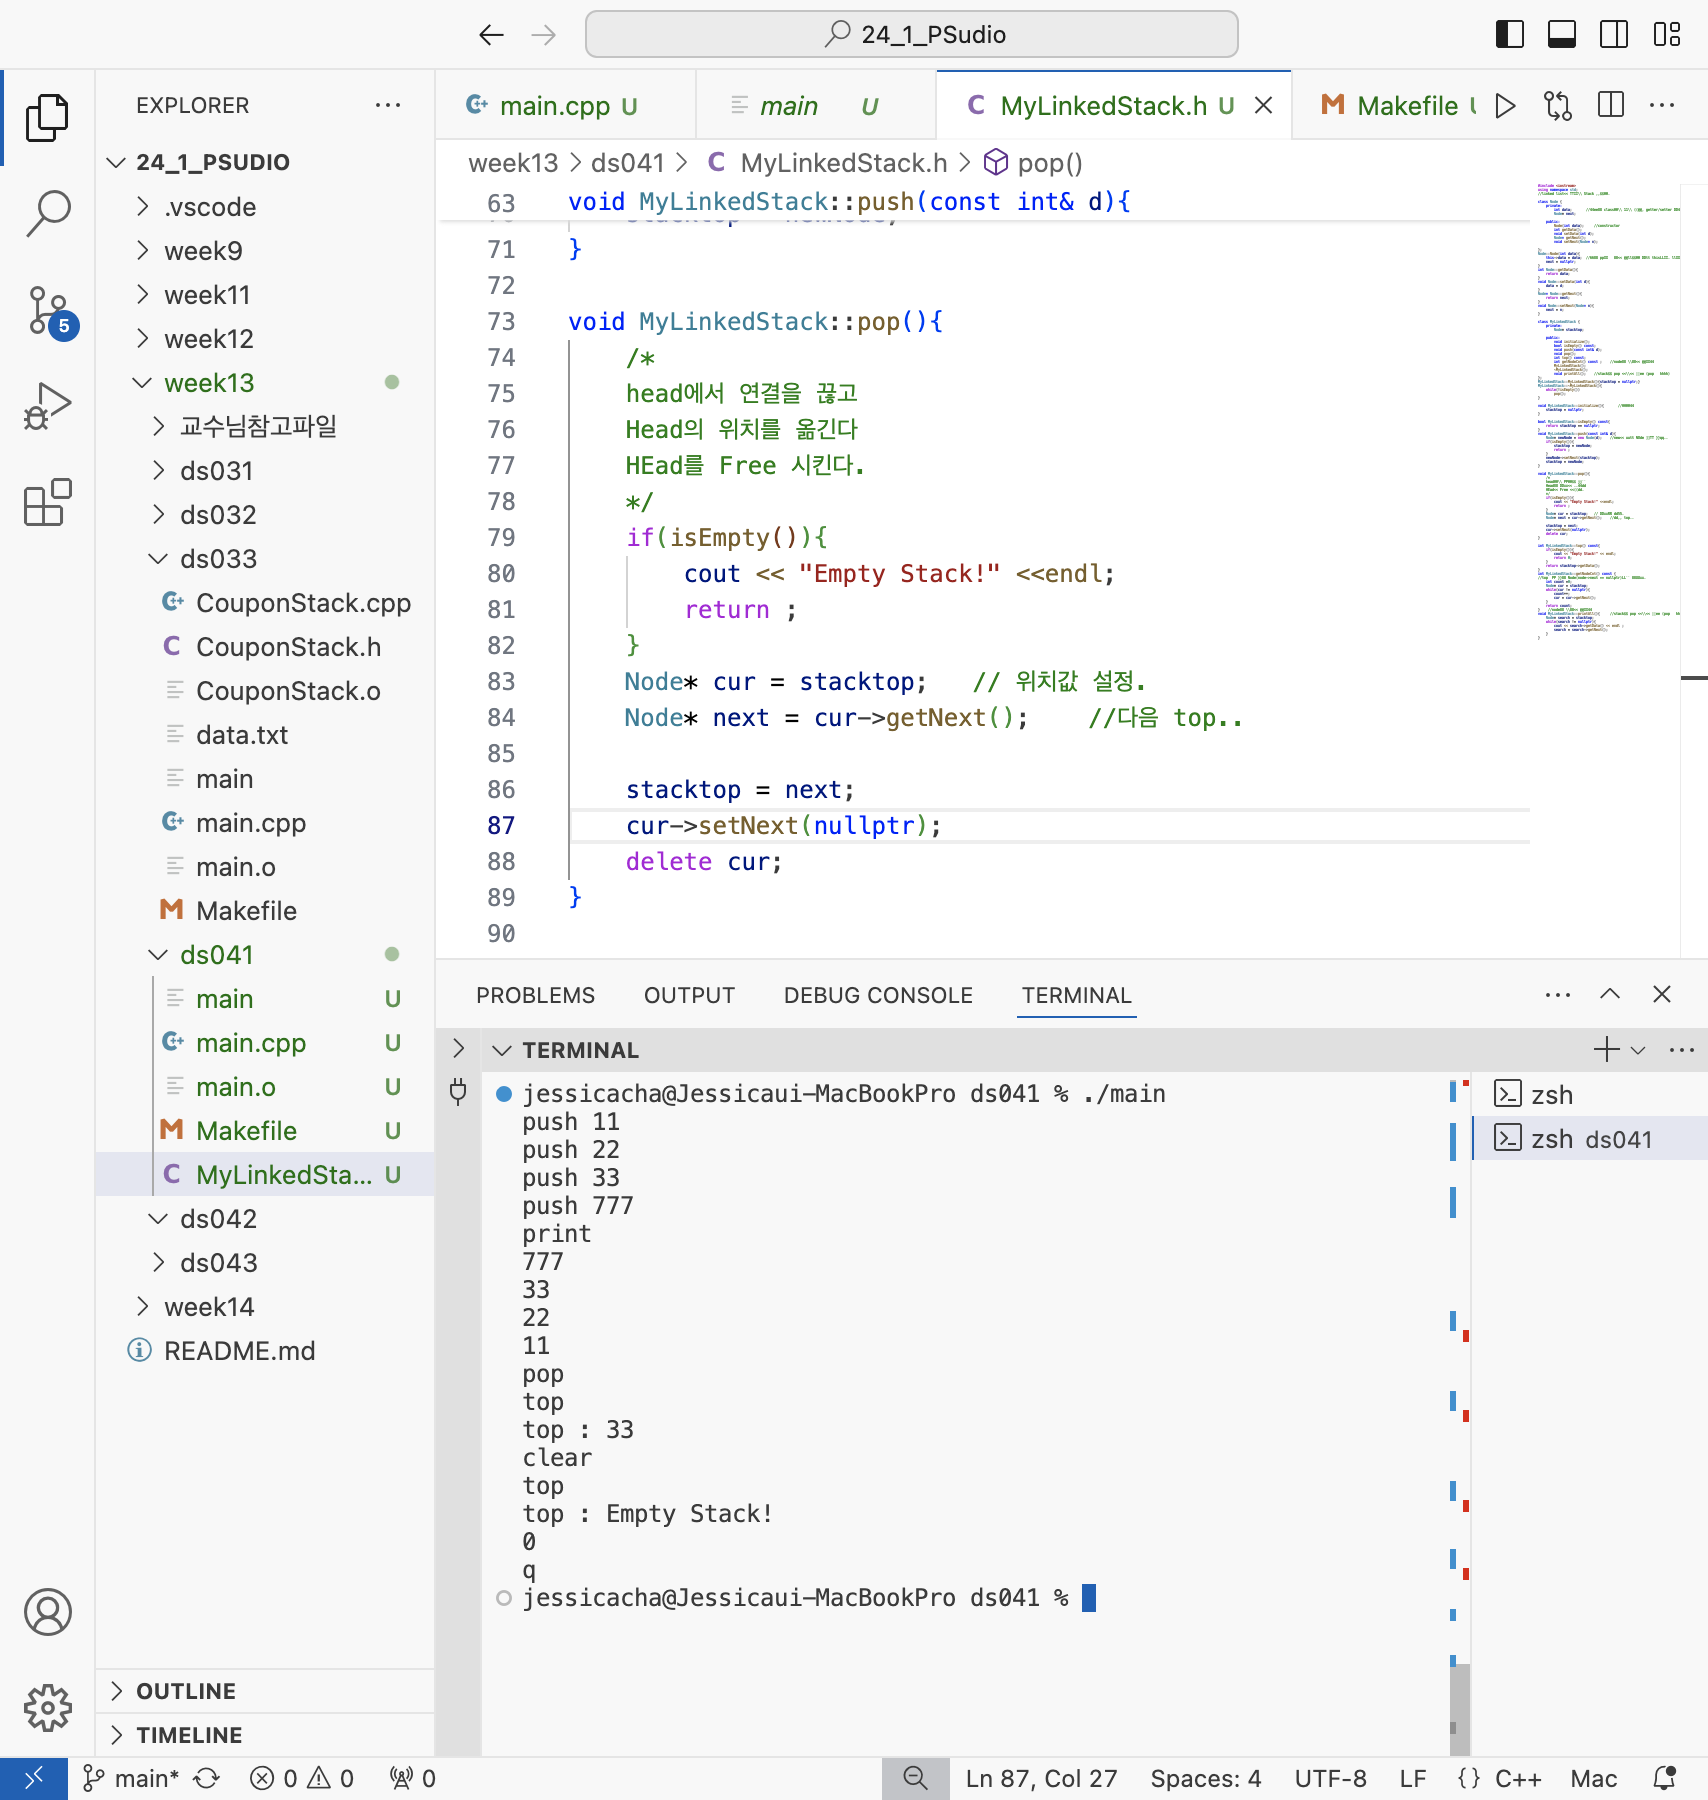 24_1_PSudio
EXPLORER
24_1_PSUDIO
.vscode
week9
week11
week12
week13
교수님참고파일
ds031
ds032
ds033
CouponStack.cpp
CouponStack.h
CouponStack.o
data.txt
main
main.cpp
main.o
Makefile
ds041
main U
main.cpp U
main.o U
Makefile U
MyLinkedSta... U
ds042
ds043
week14
README.md
OUTLINE
TIMELINE
5
main.cpp U
main U
MyLinkedStack.h U
Makefile
week13 > ds041 > C MyLinkedStack.h > pop()
63 void MyLinkedStack::push(const int& d){
71 }
72
73 void MyLinkedStack::pop(){
74 /*
75 head에서 연결을 끊고
76 Head의 위치를 옮긴다
77 HEad를 Free 시킨다.
78 */
79 if(isEmpty()){
80 cout << "Empty Stack!" <<endl;
81 return ;
82 }
83 Node* cur = stacktop; // 위치값 설정.
84 Node* next = cur->getNext(); //다음 top..
85
86 stacktop = next;
87 cur->setNext(nullptr);
88 delete cur;
89 }
90
PROBLEMS OUTPUT DEBUG CONSOLE TERMINAL
TERMINAL
jessicacha@Jessicaui-MacBookPro ds041 % ./main
push 11
push 22
push 33
push 777
print
777
33
22
11
pop
top
top : 33
clear
top
top : Empty Stack!
0
q
jessicacha@Jessicaui-MacBookPro ds041 %
zsh
zsh ds041
main* 0 0 0 Ln 87, Col 27 Spaces: 4 UTF-8 LF {} C++ Mac